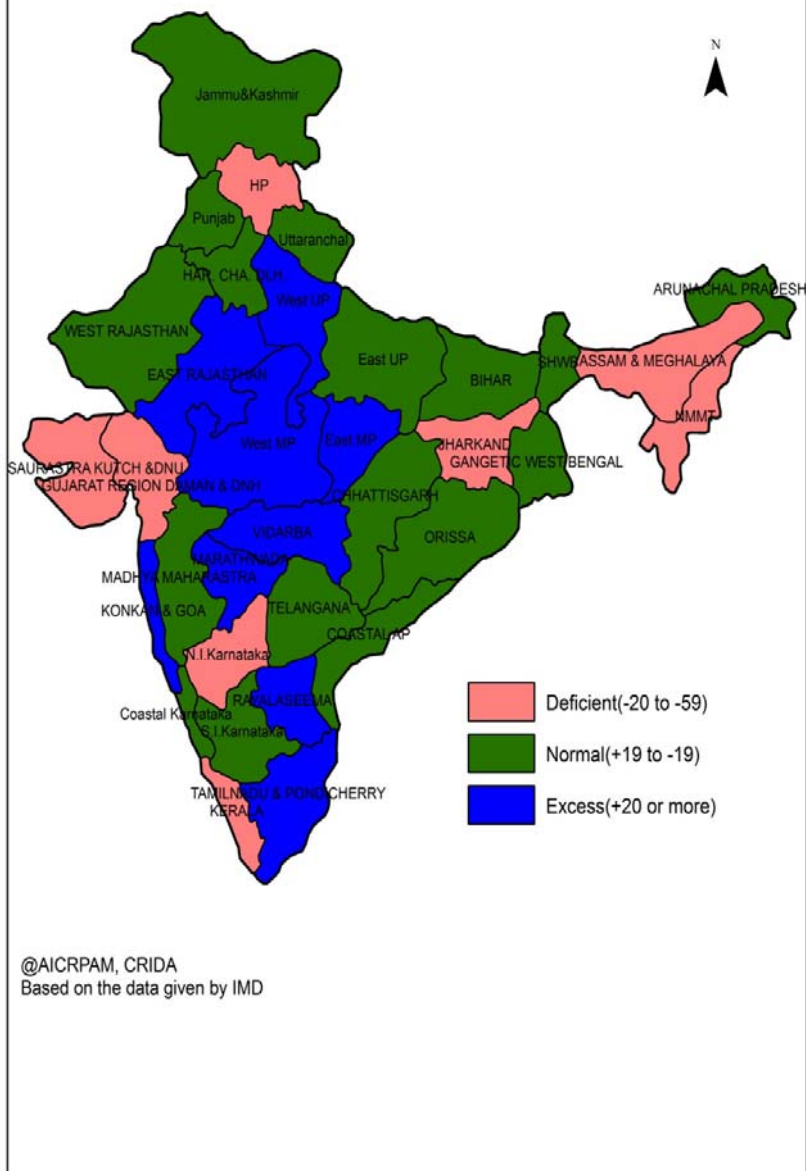 N
Jammu&Kashmir
HP
Punjab
Uttaranchal
HAR. CHA. DLH
West UP
ARUNACHAL PRADESH
WEST RAJASTHAN
East UP
SHWB
ASSAM & MEGHALAYA
EAST RAJASTHAN
BIHAR
NMMT
West MP
East MP
JHARKAND
SAURASTRA KUTCH &DNU
GANGETIC WEST BENGAL
GUJARAT REGION DAMAN & DNH
CHHATTISGARH
VIDARBA
ORISSA
MARATHWADA
MADHYA MAHARASTRA
KONKAN & GOA
TELANGANA
COASTAL AP
N.I.Karnataka
RAYALASEEMA
Coastal Karnataka
S.I.Karnataka
TAMILNADU & POND CHERRY
KERALA
Deficient(-20 to -59)
Normal(+19 to -19)
Excess(+20 or more)
@AICRPAM, CRIDA
Based on the data given by IMD